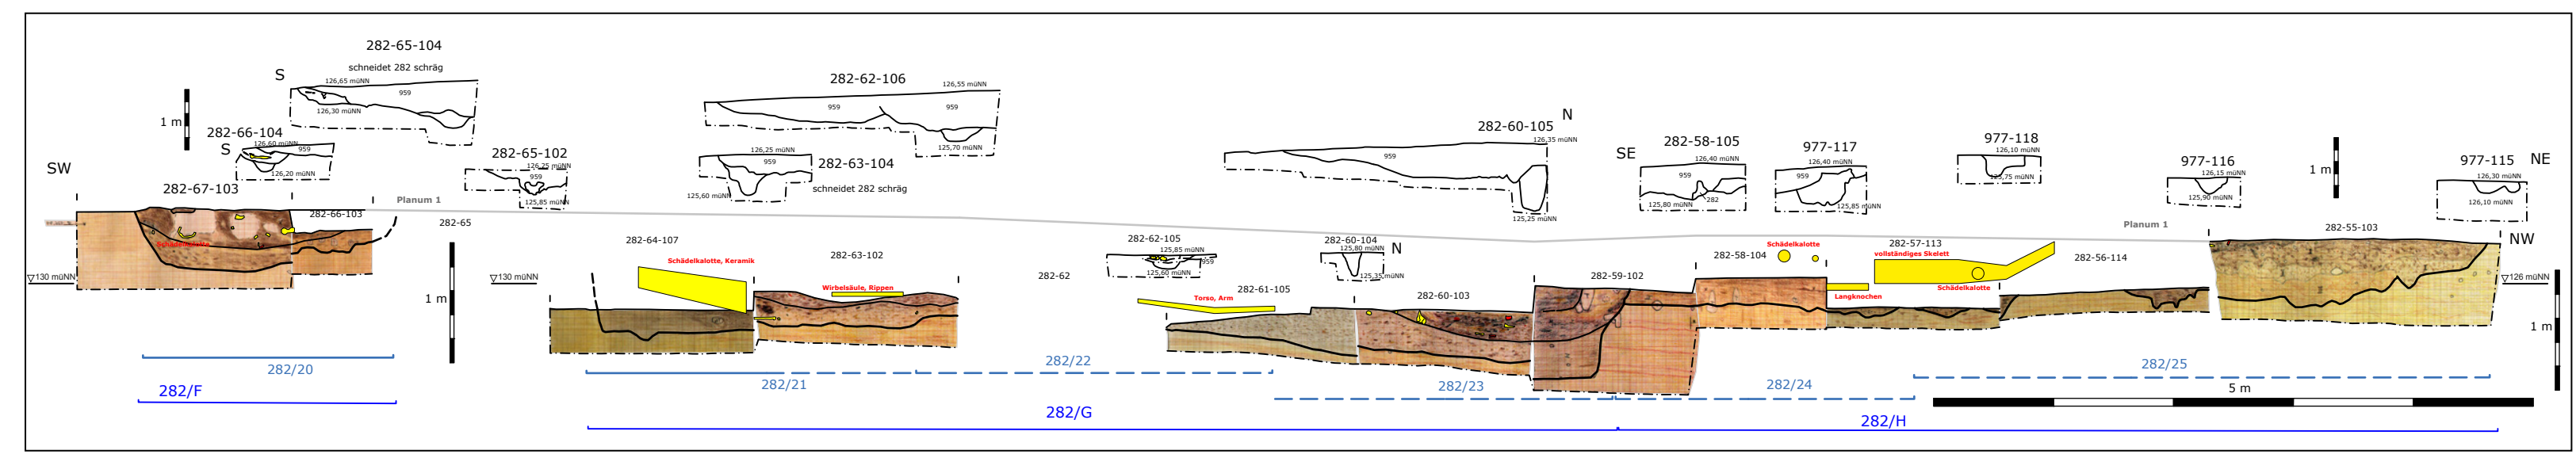 282-65-104
schneidet 282 schräg
S
126,65 müNN
959
126,30 müNN
1 m
282-66-104
S
126,60 müNN
959
126,20 müNN
SW
282-67-103
282-66-103
Planum 1
Schädelkalotte
130 müNN
282/20
282/F
282-65
282-65-102
126,25 müNN
959
125,85 müNN
1 m
130 müNN
282-62-106
126,55 müNN
959
959
125,70 müNN
126,25 müNN
959
282-63-104
schneidet 282 schräg
125,60 müNN
282-64-107
Schädelkalotte, Keramik
282-63-102
Wirbelsäule, Rippen
282-62
282/21
282/22
282/G
282-60-105
N
126,35 müNN
959
125,25 müNN
282-62-105
125,85 müNN
959
125,60 müNN
282-60-104
N
125,80 müNN
125,35 müNN
282-61-105
Torso, Arm
282-60-103
282-59-102
282/23
SE
282-58-105
126,40 müNN
959
125,80 müNN
282
977-117
126,40 müNN
959
125,85 müNN
977-118
126,10 müNN
125,75 müNN
977-116
126,15 müNN
125,90 müNN
1 m
977-115
NE
126,30 müNN
126,10 müNN
Schädelkalotte
282-58-104
282-57-113
vollständiges Skelett
Langknochen
Schädelkalotte
282-56-114
Planum 1
282-55-103
NW
126 müNN
1 m
282/24
282/25
5 m
282/H